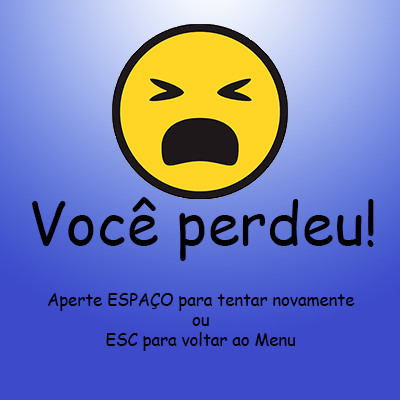 Você perdeu!
Aperte ESPAÇO para tentar novamente
ou
ESC para voltar ao Menu